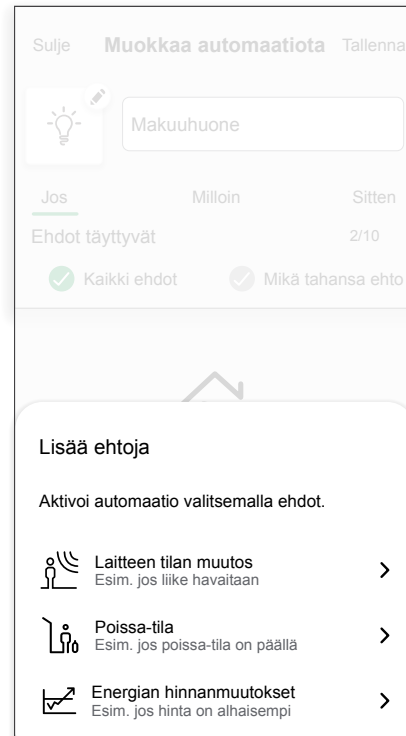 Sulje Muokkaa automaatiota Tallenna
Makuuhuone
Jos Milloin Sitten
Ehdot täyttyvät 2/10
Kaikki ehdot Mikä tahansa ehto
Lisää ehtoja
Aktivoi automaatio valitsemalla ehdot.
Laitteen tilan muutos
Esim. jos liike havaitaan
Poissa-tila
Esim. jos poissa-tila on päällä
Energian hinnanmuutokset
Esim. jos hinta on alhaisempi